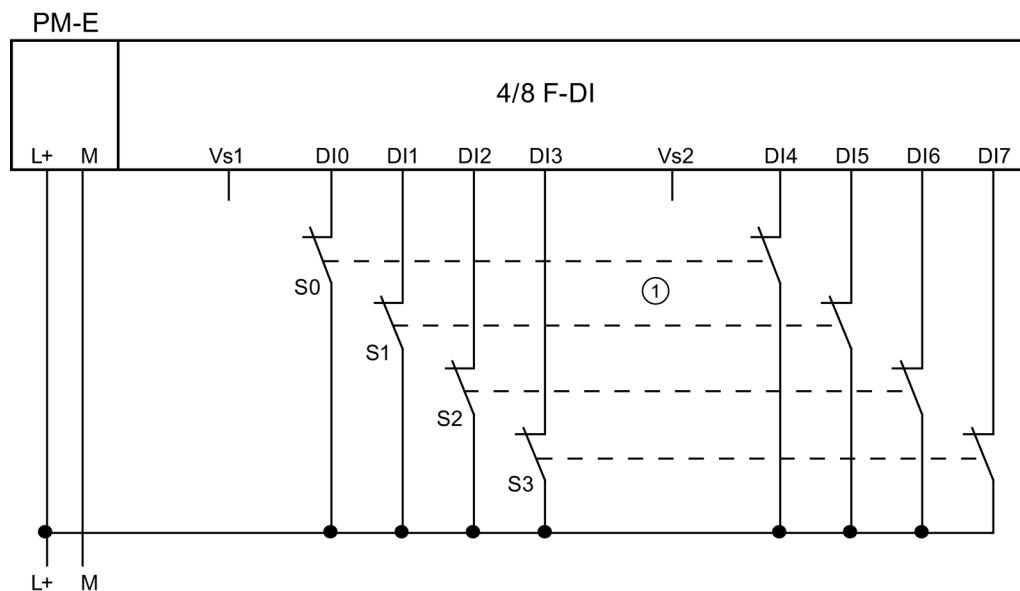 PM-E
4/8 F-DI
L+ M Vs1 DI0 DI1 DI2 DI3 Vs2 DI4 DI5 DI6 DI7
S0
1
S1
S2
S3
L+ M